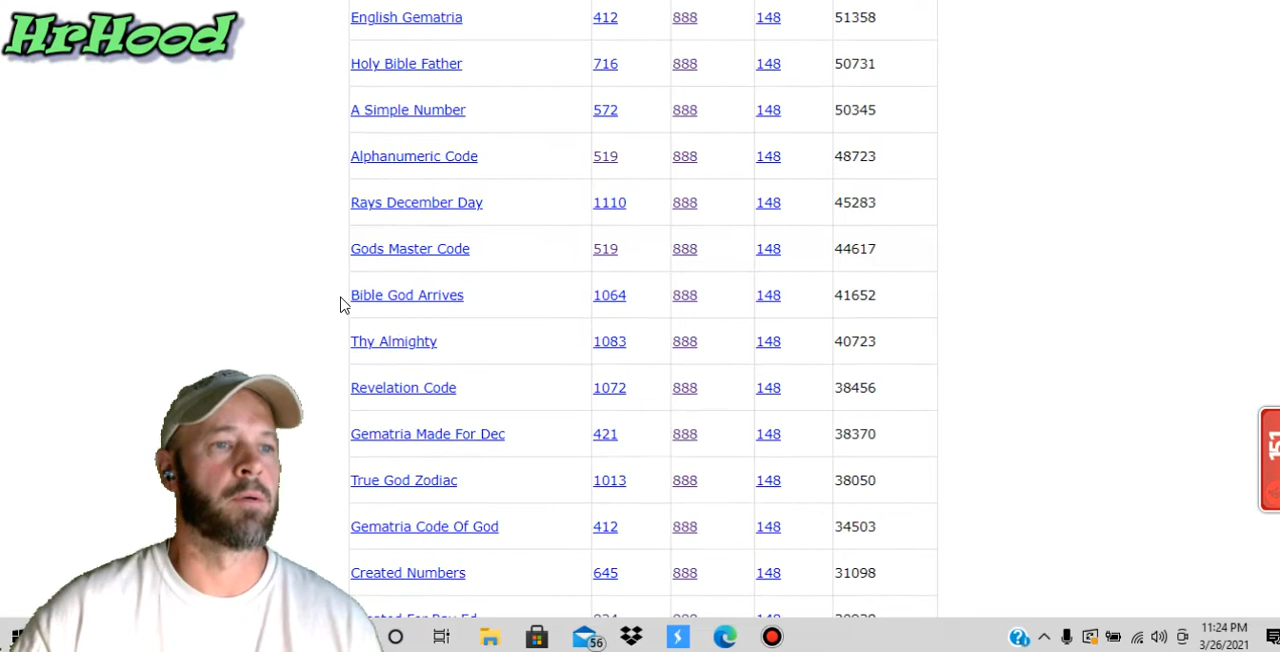 HrHood
English Gematria 412 888 148 51358
Holy Bible Father 716 888 148 50731
A Simple Number 572 888 148 50345
Alphanumeric Code 519 888 148 48723
Rays December Day 1110 888 148 45283
Gods Master Code 519 888 148 44617
Bible God Arrives 1064 888 148 41652
Thy Almighty 1083 888 148 40723
Revelation Code 1072 888 148 38456
Gematria Made For Dec 421 888 148 38370
True God Zodiac 1013 888 148 38050
Gematria Code Of God 412 888 148 34503
Created Numbers 645 888 148 31098
151
56
11:24 PM
3/26/2021